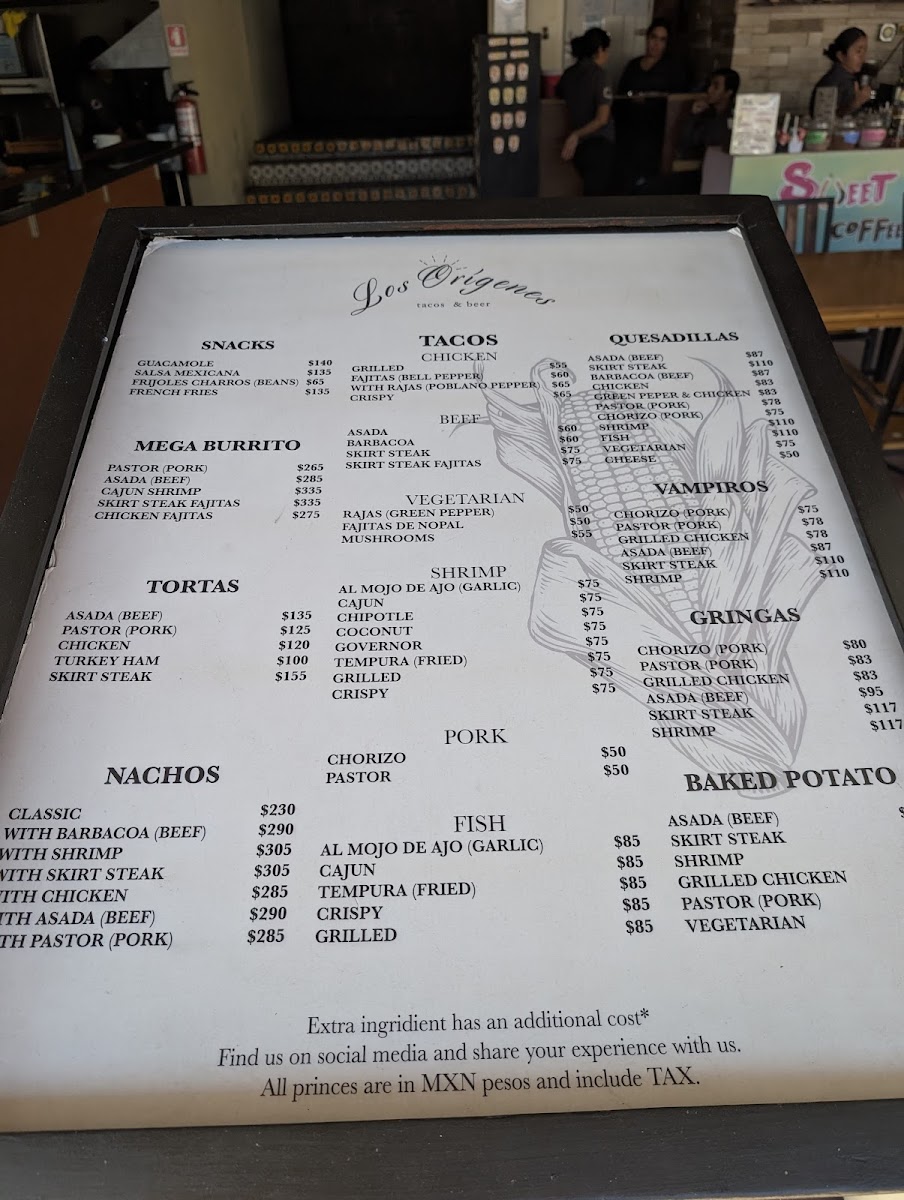 Los Orígenes
tacos & beer
SNACKS
GUACAMOLE $140
SALSA MEXICANA $135
FRIJOLES CHARROS (BEANS) $65
FRENCH FRIES $135
MEGA BURRITO
PASTOR (PORK) $265
ASADA (BEEF) $285
CAJUN SHRIMP $335
SKIRT STEAK FAJITAS $335
CHICKEN FAJITAS $275
TORTAS
ASADA (BEEF) $135
PASTOR (PORK) $125
CHICKEN $120
TURKEY HAM $100
SKIRT STEAK $155
NACHOS
CLASSIC $230
WITH BARBACOA (BEEF) $290
WITH SHRIMP $305
WITH SKIRT STEAK $305
ITH CHICKEN $285
ITH ASADA (BEEF) $290
TH PASTOR (PORK) $285
TACOS
CHICKEN
GRILLED $55
FAJITAS (BELL PEPPER) $60
WITH RAJAS (POBLANO PEPPER) $65
CRISPY $65
BEEF
ASADA $60
BARBACOA $60
SKIRT STEAK $75
SKIRT STEAK FAJITAS $75
VEGETARIAN
RAJAS (GREEN PEPPER) $50
FAJITAS DE NOPAL $50
MUSHROOMS $55
SHRIMP
AL MOJO DE AJO (GARLIC) $75
CAJUN $75
CHIPOTLE $75
COCONUT $75
GOVERNOR $75
TEMPURA (FRIED) $75
GRILLED $75
CRISPY $75
PORK
CHORIZO $50
PASTOR $50
FISH
AL MOJO DE AJO (GARLIC) $85
CAJUN $85
TEMPURA (FRIED) $85
CRISPY $85
GRILLED $85
QUESADILLAS
ASADA (BEEF) $87
SKIRT STEAK $110
BARBACOA (BEEF) $87
CHICKEN $83
GREEN PEPER & CHICKEN $83
PASTOR (PORK) $78
CHORIZO (PORK) $75
SHRIMP $110
FISH $110
VEGETARIAN $75
CHEESE $50
VAMPIROS
CHORIZO (PORK) $75
PASTOR (PORK) $78
GRILLED CHICKEN $78
ASADA (BEEF) $87
SKIRT STEAK $110
SHRIMP $110
GRINGAS
CHORIZO (PORK) $80
PASTOR (PORK) $83
GRILLED CHICKEN $83
ASADA (BEEF) $95
SKIRT STEAK $117
SHRIMP $117
BAKED POTATO
ASADA (BEEF) $
SKIRT STEAK
SHRIMP
GRILLED CHICKEN
PASTOR (PORK)
VEGETARIAN
Extra ingridient has an additional cost*
Find us on social media and share your experience with us.
All princes are in MXN pesos and include TAX.
SWEET
COFFEE